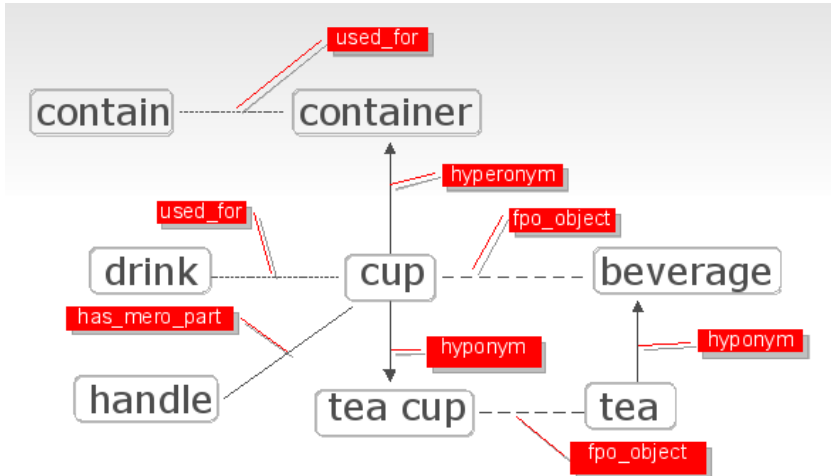 used_for
contain
container
hyperonym
used_for
fpo_object
drink
cup
beverage
has_mero_part
hyponym
hyponym
handle
tea cup
tea
fpo_object